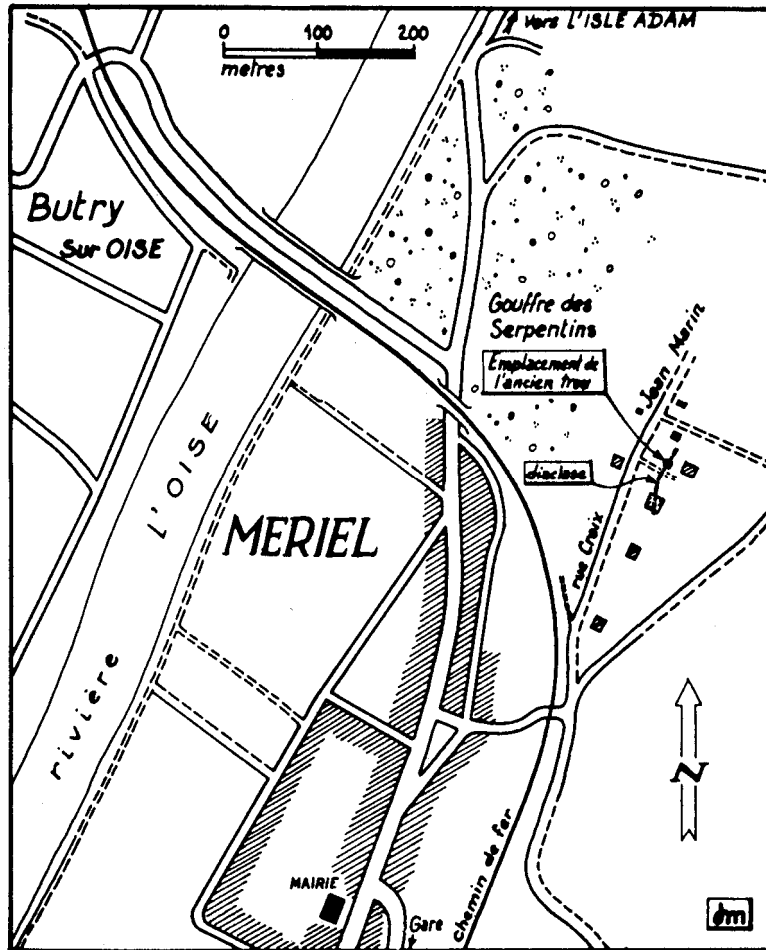 Vers L'ISLE ADAM
0 100 200
metres
Butry
Sur OISE
Gouffre des
Serpentins
Emplacement de
l'ancien trou
diaclase
rue Croix Jean Marin
rivière L'OISE
MERIEL
chemin de fer
MAIRIE
Gare
N
dm